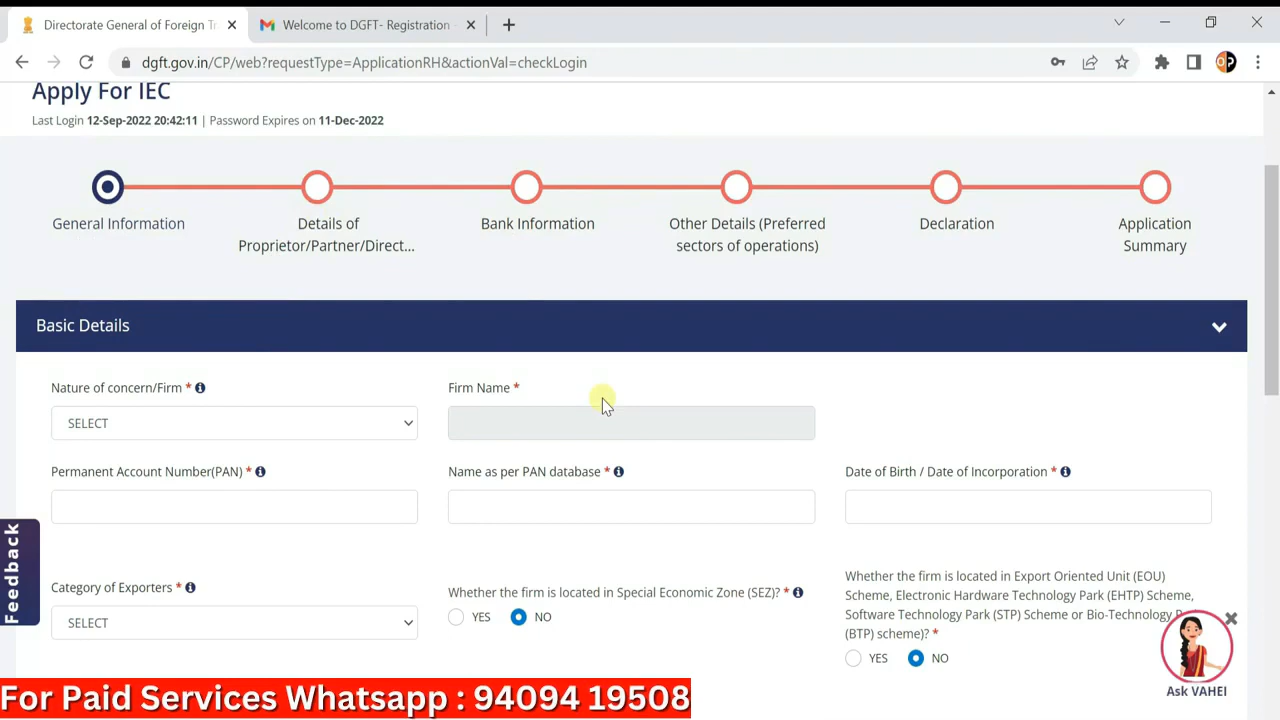 Directorate General of Foreign Tr
Welcome to DGFT- Registration
dgft.gov.in/CP/web?requestType=ApplicationRH&actionVal=checkLogin
Apply For IEC
Last Login 12-Sep-2022 20:42:11 | Password Expires on 11-Dec-2022
General Information
Details of
Proprietor/Partner/Direct...
Bank Information
Other Details (Preferred
sectors of operations)
Declaration
Application
Summary
Basic Details
Nature of concern/Firm *
Firm Name *
SELECT
Permanent Account Number(PAN) *
Name as per PAN database *
Date of Birth / Date of Incorporation *
Feedback
Category of Exporters *
SELECT
Whether the firm is located in Special Economic Zone (SEZ)? *
YES NO
Whether the firm is located in Export Oriented Unit (EOU)
Scheme, Electronic Hardware Technology Park (EHTP) Scheme,
Software Technology Park (STP) Scheme or Bio-Technology P
(BTP) scheme)? *
YES NO
Ask VAHEI
For Paid Services Whatsapp : 94094 19508